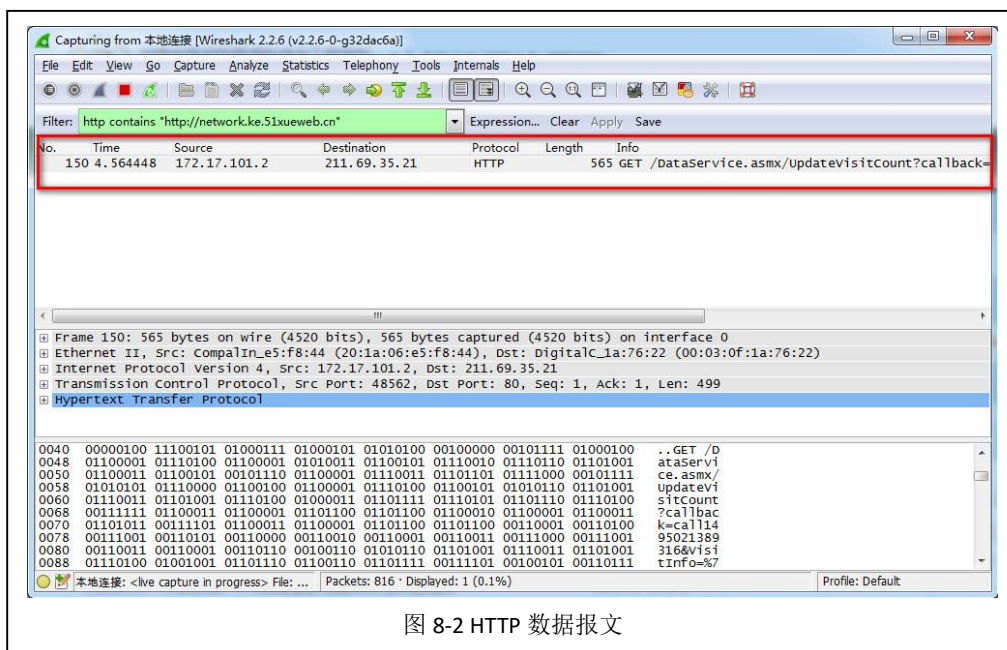 Capturing from 本地连接 [Wireshark 2.2.6 (v2.2.6-0-g32dac6a)]
File Edit View Go Capture Analyze Statistics Telephony Tools Internals Help
Filter: http contains "http://network.ke.51xueweb.cn" Expression... Clear Apply Save
No. Time Source Destination Protocol Length Info
150 4.564448 172.17.101.2 211.69.35.21 HTTP 565 GET /DataService.asmx/UpdateVisitCount?callback=
Frame 150: 565 bytes on wire (4520 bits), 565 bytes captured (4520 bits) on interface 0
Ethernet II, Src: CompalIn_e5:f8:44 (20:1a:06:e5:f8:44), Dst: DigitalC_1a:76:22 (00:03:0f:1a:76:22)
Internet Protocol Version 4, Src: 172.17.101.2, Dst: 211.69.35.21
Transmission Control Protocol, Src Port: 48562, Dst Port: 80, Seq: 1, Ack: 1, Len: 499
Hypertext Transfer Protocol
0040 00000100 11100101 01000111 01000101 01010100 00100000 00101111 01000100 ..GET /D
0048 01100001 01110100 01100001 01010011 01100101 01110010 01110110 01101001 ataServi
0050 01100011 01100101 00101110 01100001 01110011 01101101 01111000 00101111 ce.asmx/
0058 01010101 01110000 01100100 01100001 01110100 01100101 01010110 01101001 UpdateVi
0060 01110011 01101001 01110100 01000011 01101111 01110101 01101110 01110100 sitCount
0068 00111111 01100011 01100001 01101100 01101100 01100010 01100001 01100011 ?callbac
0070 01101011 00111101 01100011 01100001 01101100 01101100 00110001 00110100 k=call14
0078 00111001 00110101 00110000 00110010 00110001 00110011 00111000 00111001 95021389
0080 00110011 00110001 00110110 00100110 01010110 01101001 01110011 01101001 316&Visi
0088 01110100 01001001 01101110 01100110 01101111 00111101 00100101 00110111 tInfo=%7
本地连接: <live capture in progress> File: ... Packets: 816 · Displayed: 1 (0.1%) Profile: Default
图 8-2 HTTP 数据报文